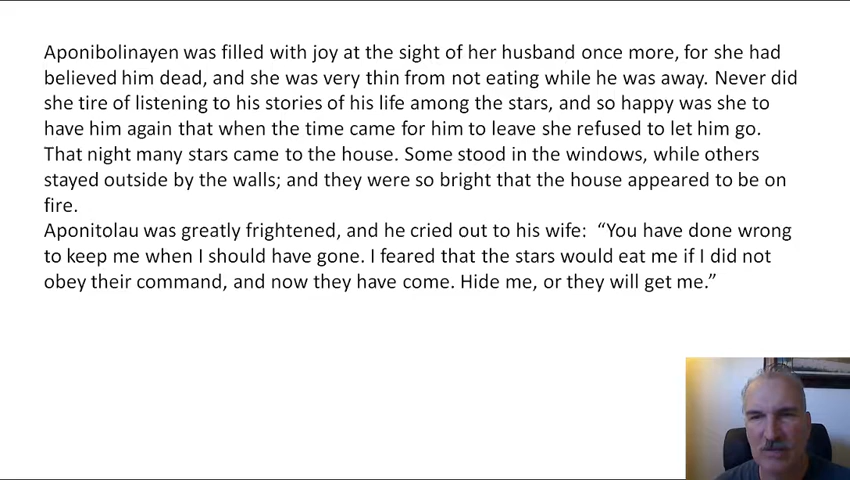 Aponibolinayen was filled with joy at the sight of her husband once more, for she had
believed him dead, and she was very thin from not eating while he was away. Never did
she tire of listening to his stories of his life among the stars, and so happy was she to
have him again that when the time came for him to leave she refused to let him go.
That night many stars came to the house. Some stood in the windows, while others
stayed outside by the walls; and they were so bright that the house appeared to be on
fire.
Aponitolau was greatly frightened, and he cried out to his wife:  “You have done wrong
to keep me when I should have gone. I feared that the stars would eat me if I did not
obey their command, and now they have come. Hide me, or they will get me.”